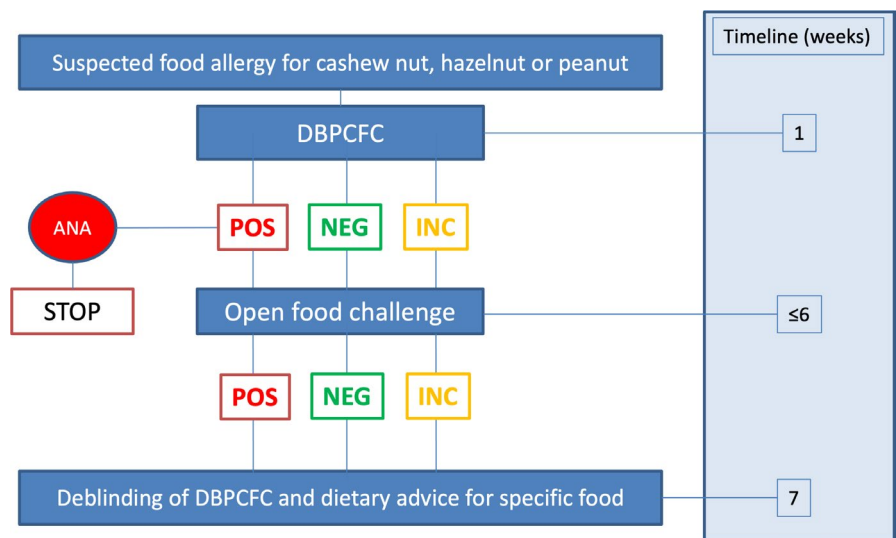 Timeline (weeks)
Suspected food allergy for cashew nut, hazelnut or peanut
DBPCFC
1
ANA
POS
NEG
INC
STOP
Open food challenge
≤6
POS
NEG
INC
Deblinding of DBPCFC and dietary advice for specific food
7